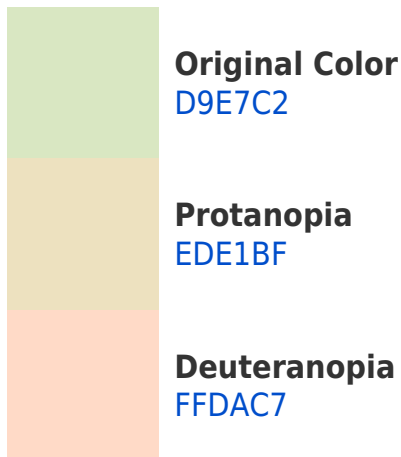 Original Color
D9E7C2
Protanopia
EDE1BF
Deuteranopia
FFDAC7